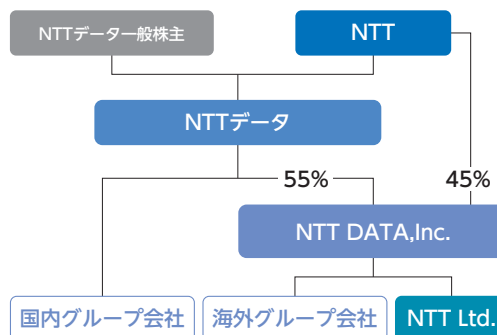 NTTデータ一般株主
NTT
NTTデータ
55%
45%
NTT DATA,Inc.
国内グループ会社
海外グループ会社
NTT Ltd.